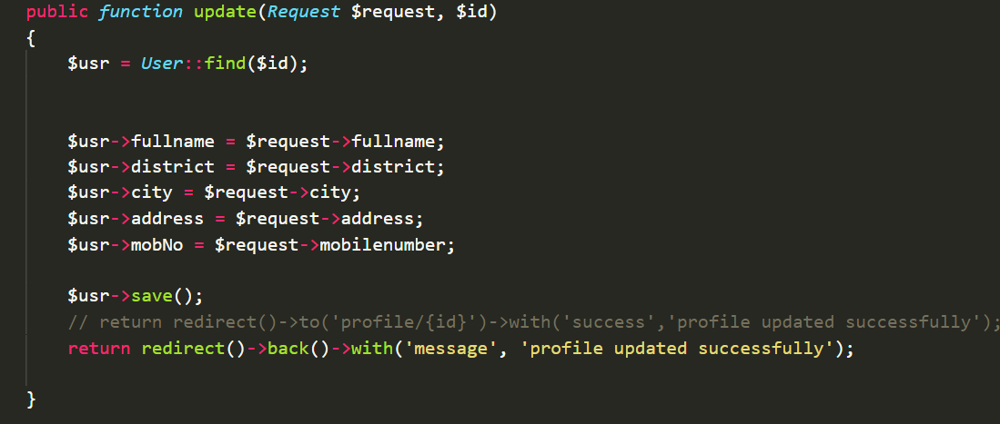 public function update(Request $request, $id)
{
$usr = User::find($id);
$usr->fullname = $request->fullname;
$usr->district = $request->district;
$usr->city = $request->city;
$usr->address = $request->address;
$usr->mobNo = $request->mobilenumber;
$usr->save();
// return redirect()->to('profile/{id}')->with('success','profile updated successfully');
return redirect()->back()->with('message', 'profile updated successfully');
}